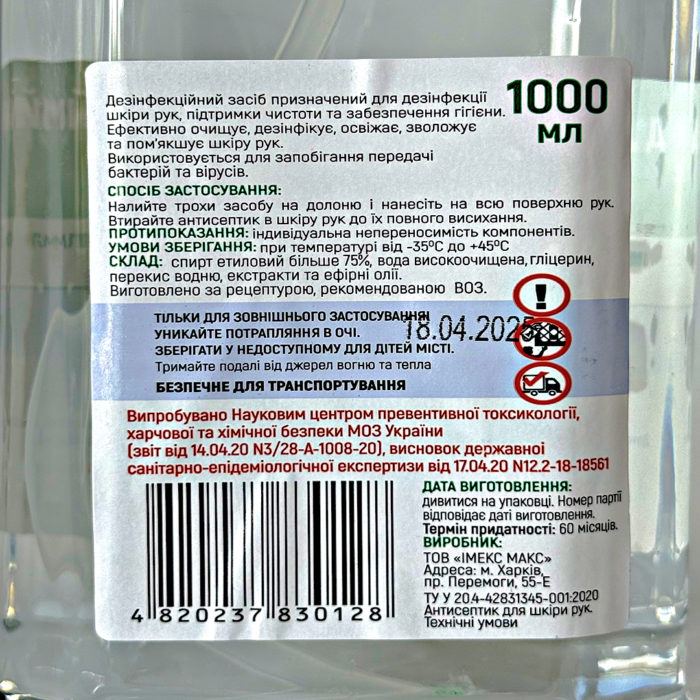 Дезінфекційний засіб призначений для дезінфекції
шкіри рук, підтримки чистоти та забезпечення гігієни.
Ефективно очищує, дезінфікує, освіжає, зволожує
та пом'якшує шкіру рук.
Використовується для запобігання передачі
бактерій та вірусів.
1000
МЛ
СПОСІБ ЗАСТОСУВАННЯ:
Налийте трохи засобу на долоню і нанесіть на всю поверхню рук.
Втирайте антисептик в шкіру рук до їх повного висихання.
ПРОТИПОКАЗАННЯ: індивідуальна непереносимість компонентів.
УМОВИ ЗБЕРІГАННЯ: при температурі від -35ºС до +45ºС
СКЛАД: спирт етиловий більше 75%, вода високоочищена, гліцерин,
перекис водню, екстракти та ефірні олії.
Виготовлено за рецептурою, рекомендованою ВОЗ.
ТІЛЬКИ ДЛЯ ЗОВНІШНЬОГО ЗАСТОСУВАННЯ!
УНИКАЙТЕ ПОТРАПЛЯННЯ В ОЧІ.
18.04.2025
ЗБЕРІГАТИ У НЕДОСТУПНОМУ ДЛЯ ДІТЕЙ МІСТІ.
Тримайте подалі від джерел вогню та тепла
БЕЗПЕЧНЕ ДЛЯ ТРАНСПОРТУВАННЯ
Випробувано Науковим центром превентивної токсикології,
харчової та хімічної безпеки МОЗ України
(звіт від 14.04.20 N3/28-А-1008-20), висновок державної
санітарно-епідеміологічної експертизи від 17.04.20 N12.2-18-18561
ДАТА ВИГОТОВЛЕННЯ:
дивитися на упаковці. Номер партії
відповідає даті виготовлення.
Термін придатності: 60 місяців.
ВИРОБНИК:
ТОВ «ІМЕКС МАКС»
Адреса: м. Харків,
пр. Перемоги, 55-Е
ТУ У 20.4-42831345-001:2020
Антисептик для шкіри рук.
Технічні умови
4 820237 830128